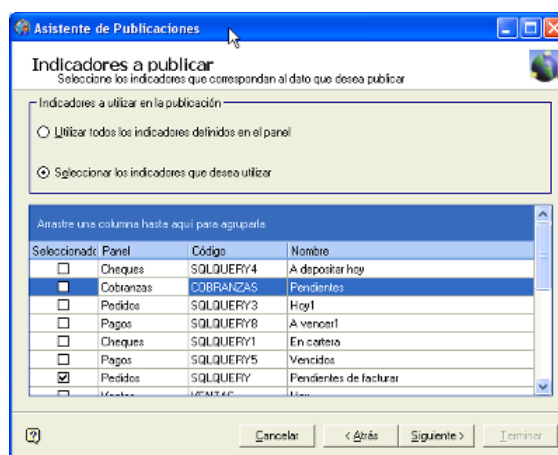 Asistente de Publicaciones
Indicadores a publicar
Seleccione los indicadores que correspondan al dato que desea publicar
Indicadores a utilizar en la publicación
Utilizar todos los indicadores definidos en el panel
Seleccionar los indicadores que desea utilizar
Arrastre una columna hasta aquí para agruparla
Seleccionadc Panel Código Nombre
Cheques SQLQUERY4 A depositar hoy
Cobranzas COBRANZAS Pendientes
Pedidos SQLQUERY3 Hoy1
Pagos SQLQUERY8 A vencer1
Cheques SQLQUERY1 En cartera
Pagos SQLQUERY5 Vencidos
Pedidos SQLQUERY Pendientes de facturar
Cancelar < Atrás Siguiente > Terminar